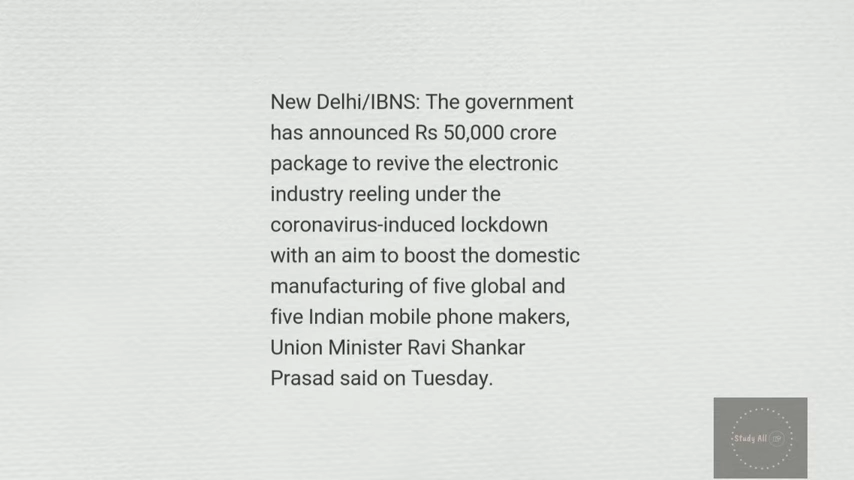 New Delhi/IBNS: The government
has announced Rs 50,000 crore
package to revive the electronic
industry reeling under the
coronavirus-induced lockdown
with an aim to boost the domestic
manufacturing of five global and
five Indian mobile phone makers,
Union Minister Ravi Shankar
Prasad said on Tuesday.
Study All